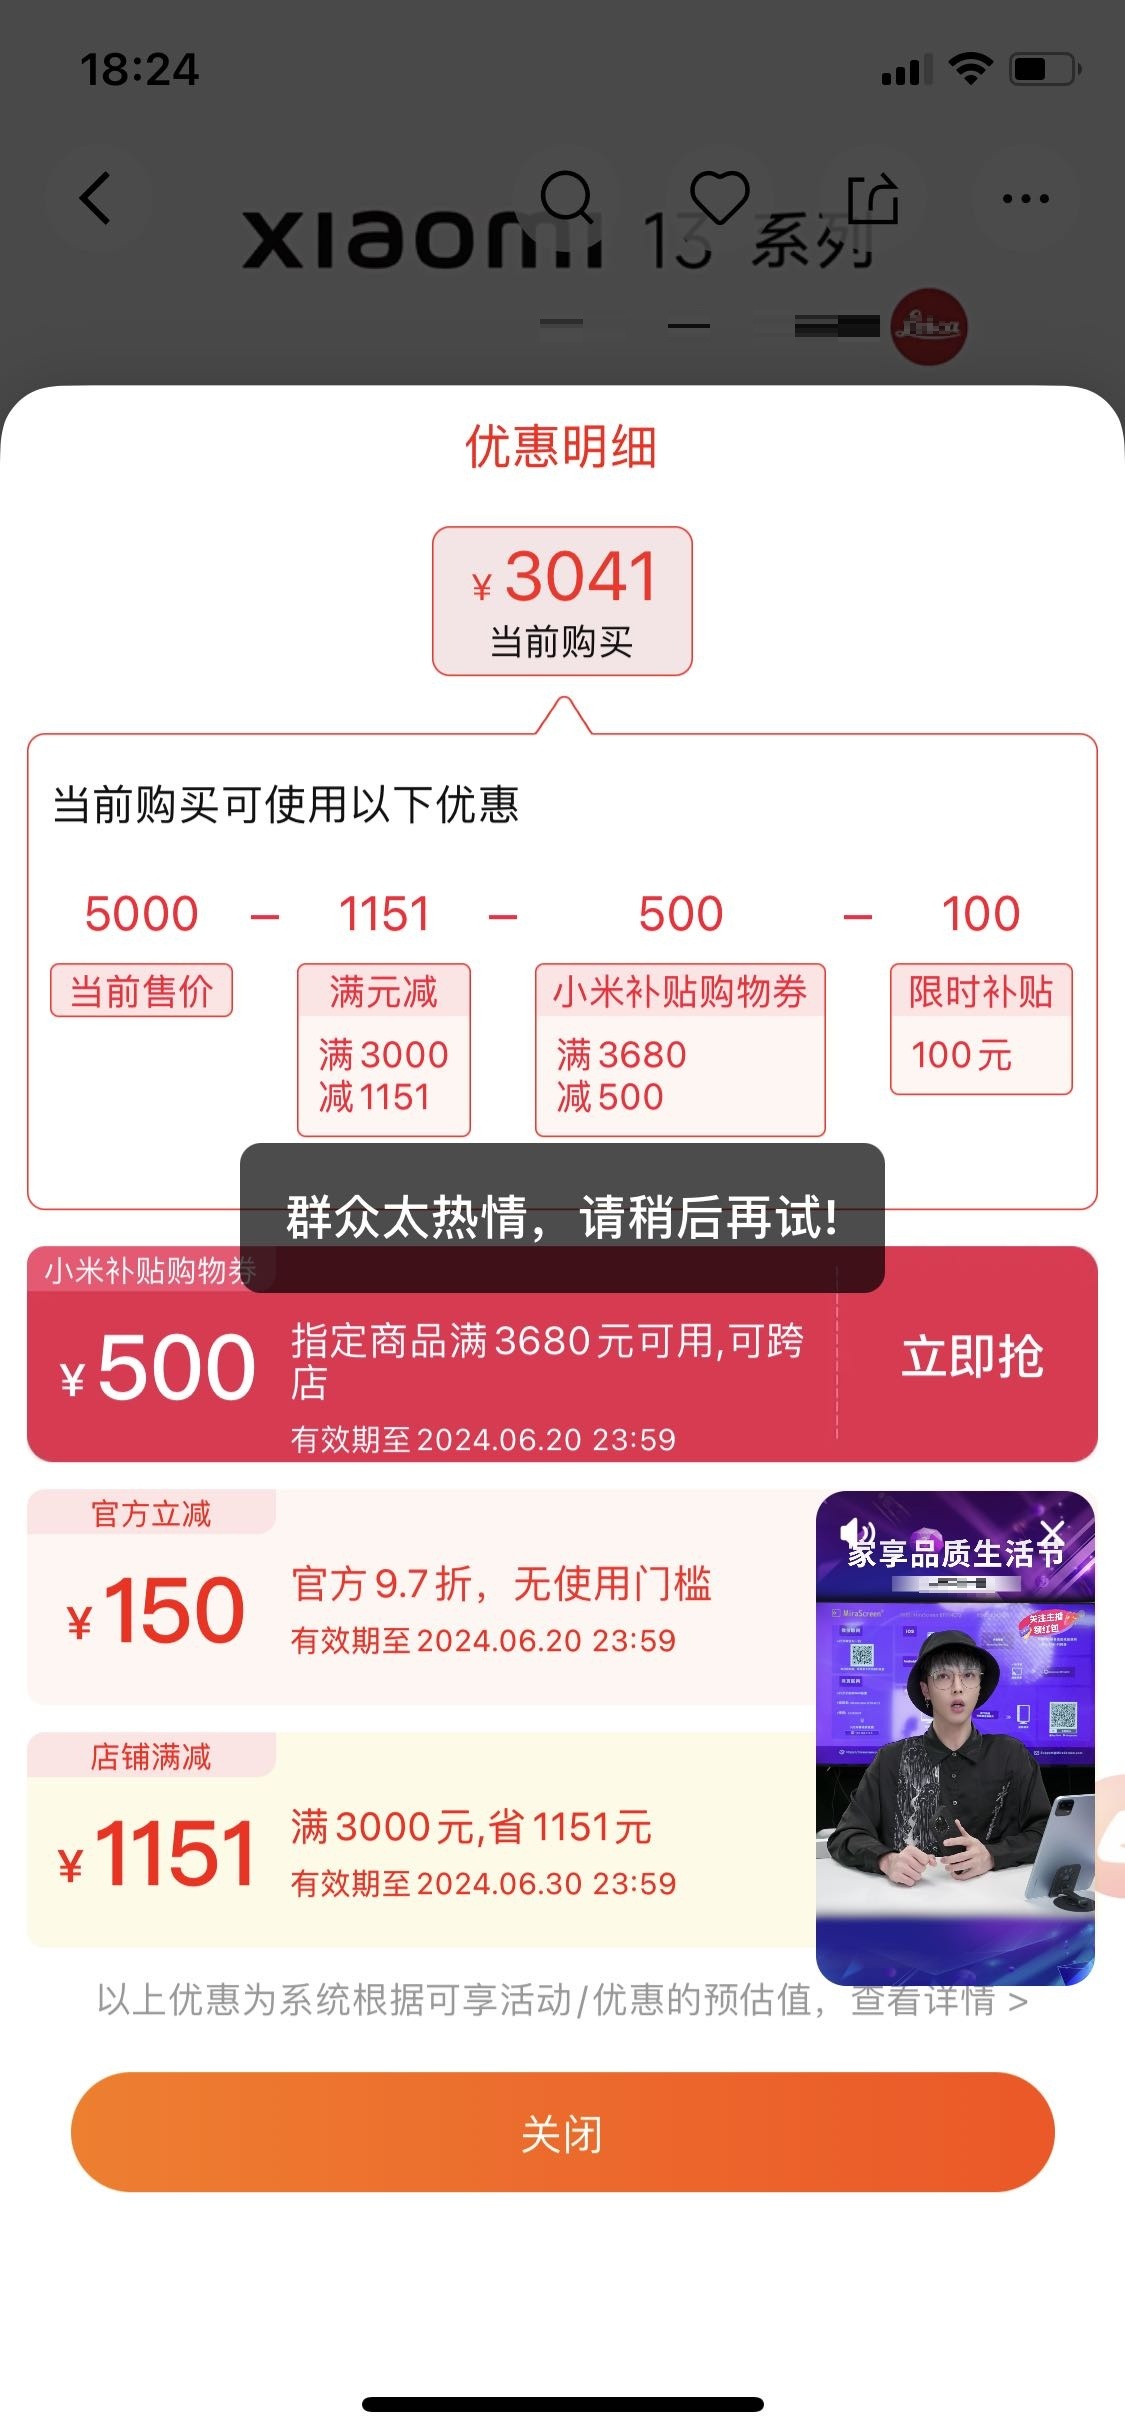 18:24
xiaomi 13 系列
优惠明细
¥3041
当前购买
当前购买可使用以下优惠
5000 – 1151 – 500 – 100
当前售价 满元减 小米补贴购物券 限时补贴
满3000 满3680 100元
减1151 减500
群众太热情，请稍后再试!
小米补贴购物券
¥500
指定商品满3680元可用,可跨
店
有效期至2024.06.20 23:59
立即抢
官方立减
¥150
官方9.7折，无使用门槛
有效期至2024.06.20 23:59
家享品质生活节
MiraScreen
关注主播
领红包
店铺满减
¥1151
满3000元,省1151元
有效期至2024.06.30 23:59
以上优惠为系统根据可享活动/优惠的预估值，查看详情 >
关闭